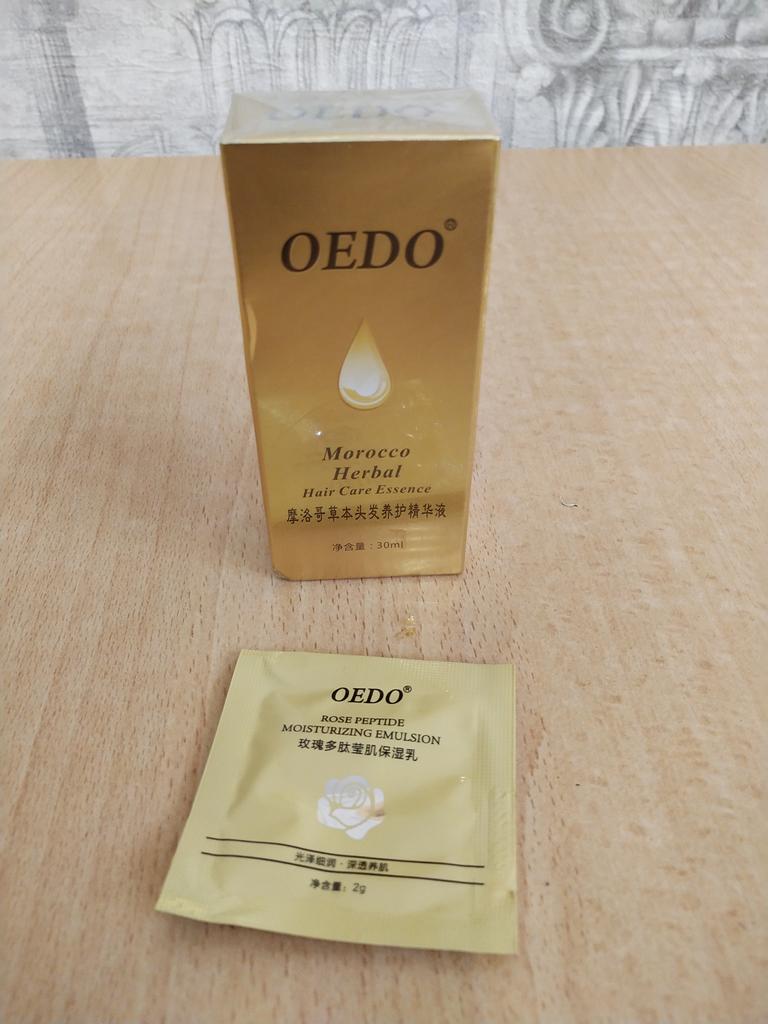 OEDO
OEDO®
Morocco
Herbal
Hair Care Essence
摩洛哥草本头发养护精华液
净含量：30ml
OEDO®
ROSE PEPTIDE
MOISTURIZING EMULSION
玫瑰多肽莹肌保湿乳
光泽细润·深透养肌
净含量：2g